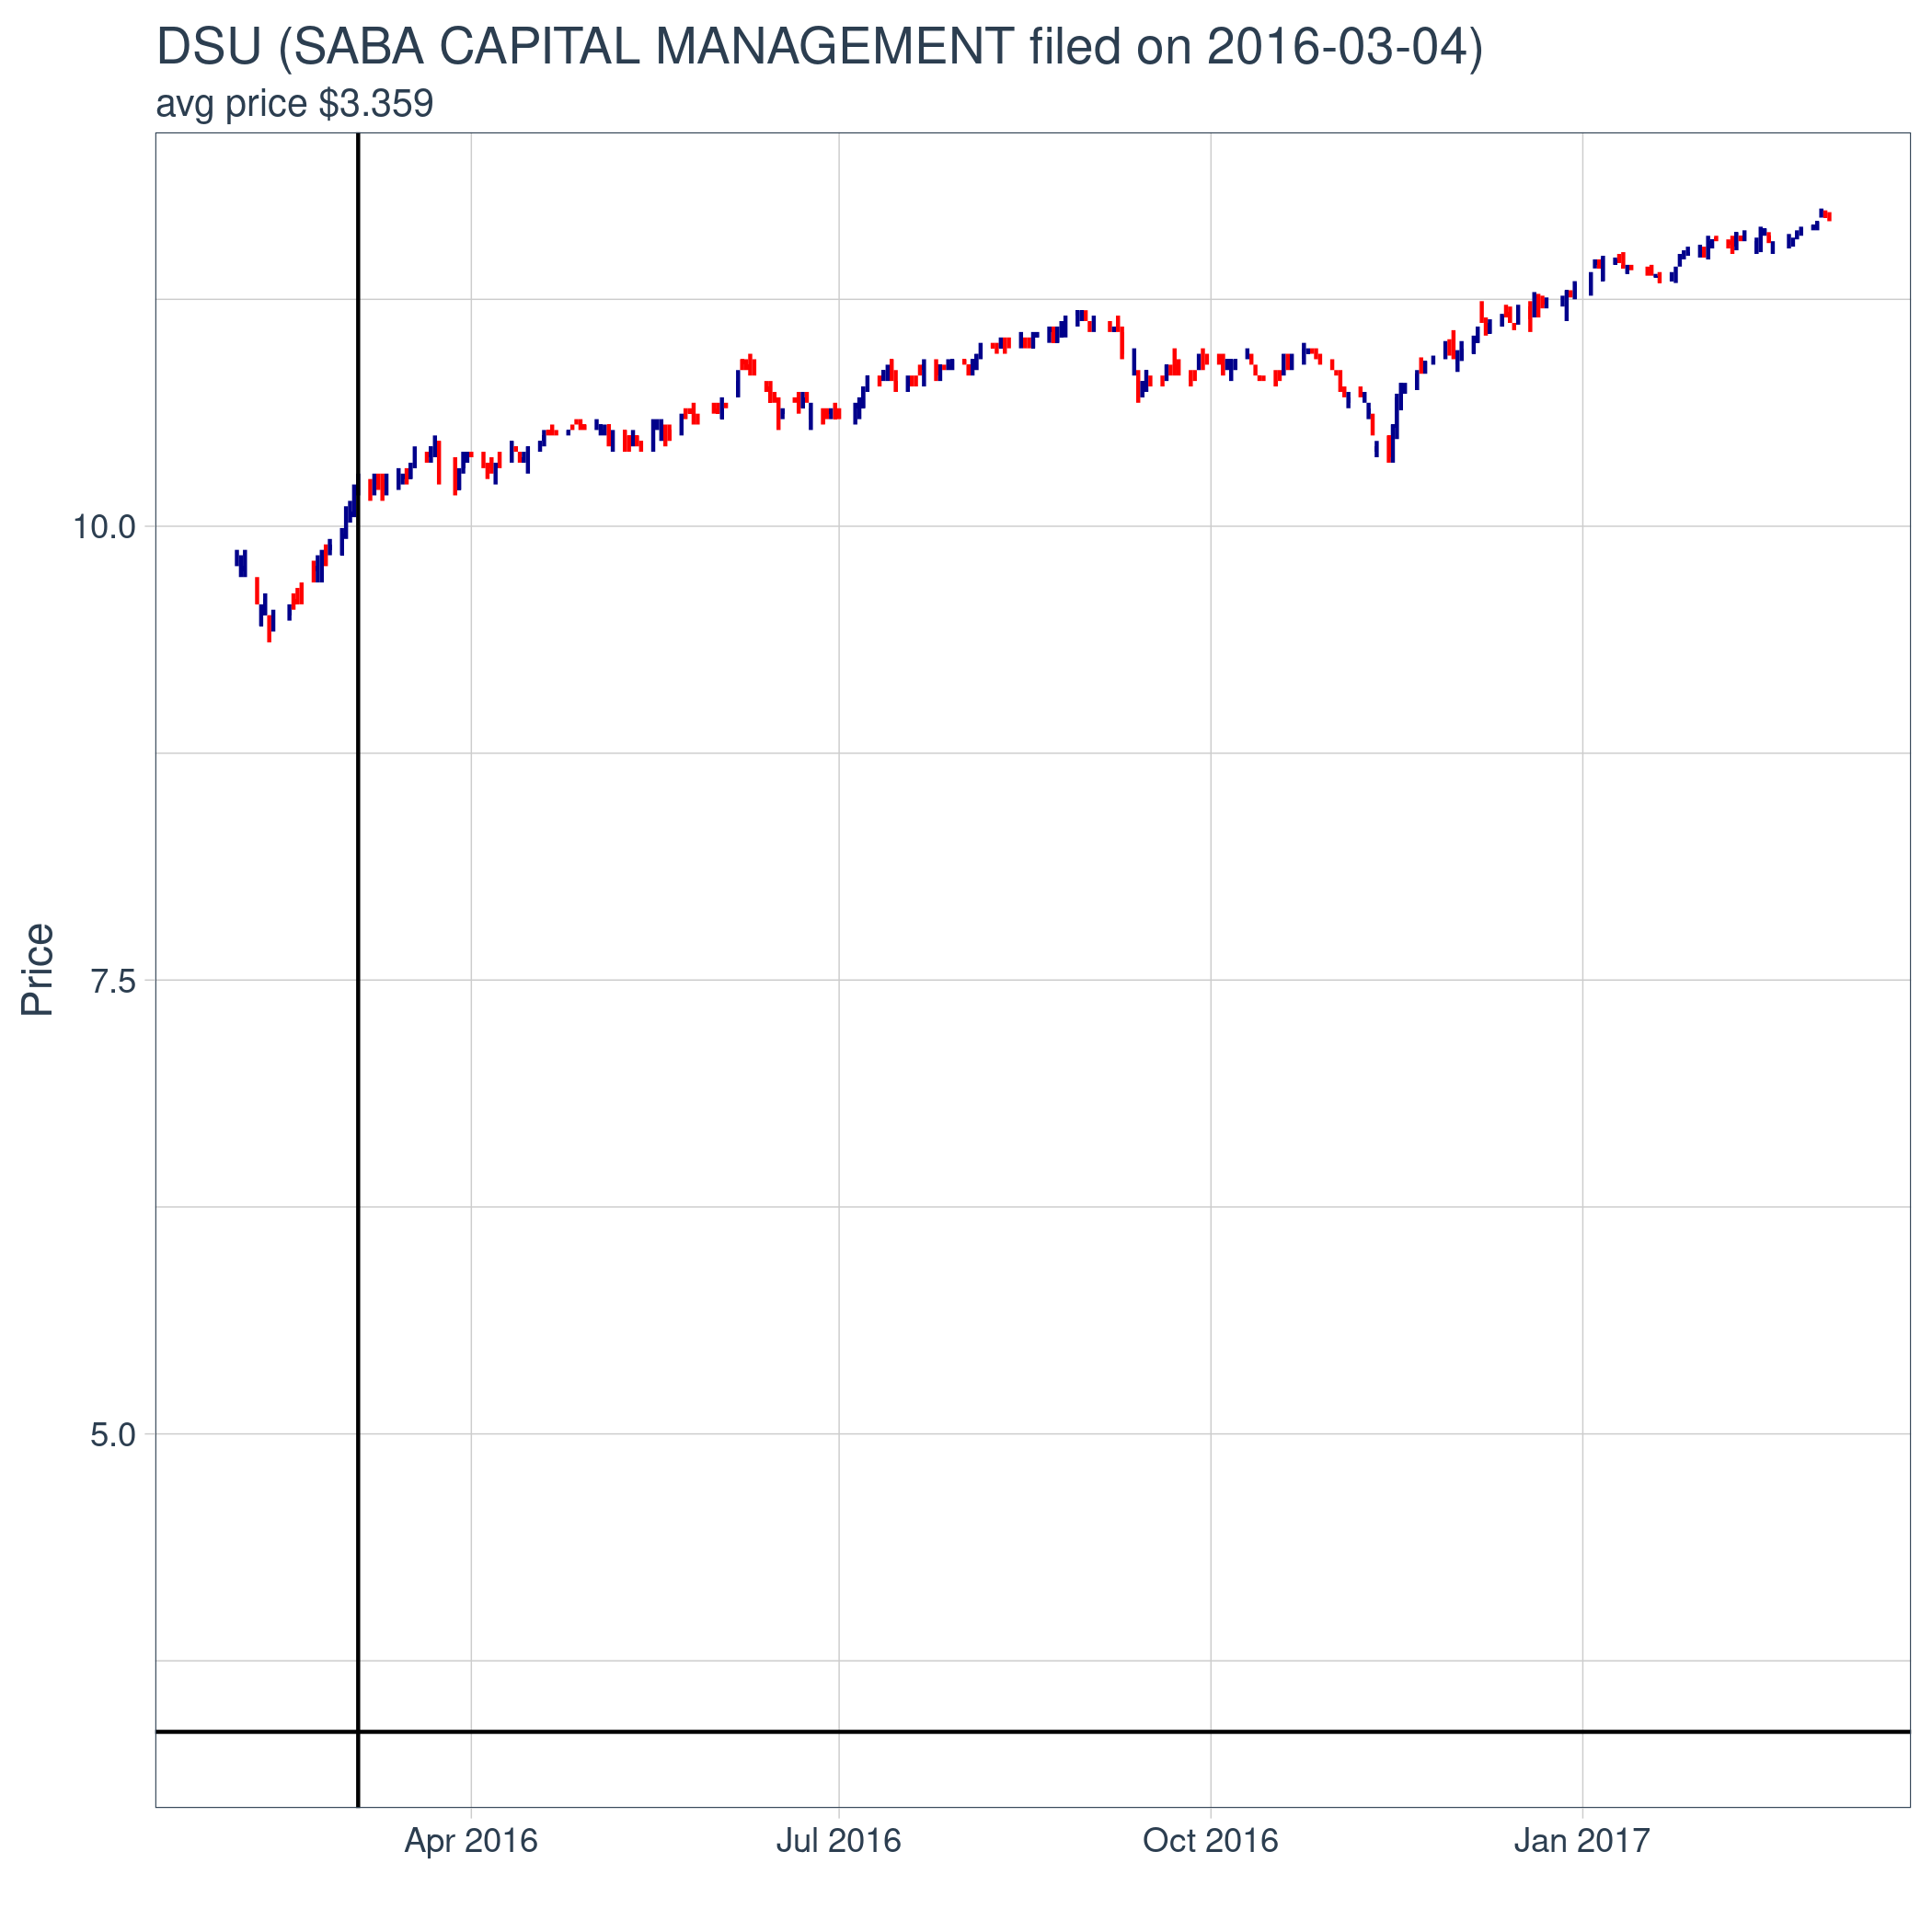 DSU (SABA CAPITAL MANAGEMENT filed on 2016-03-04)
avg price $3.359
Price
10.0
7.5
5.0
Apr 2016
Jul 2016
Oct 2016
Jan 2017